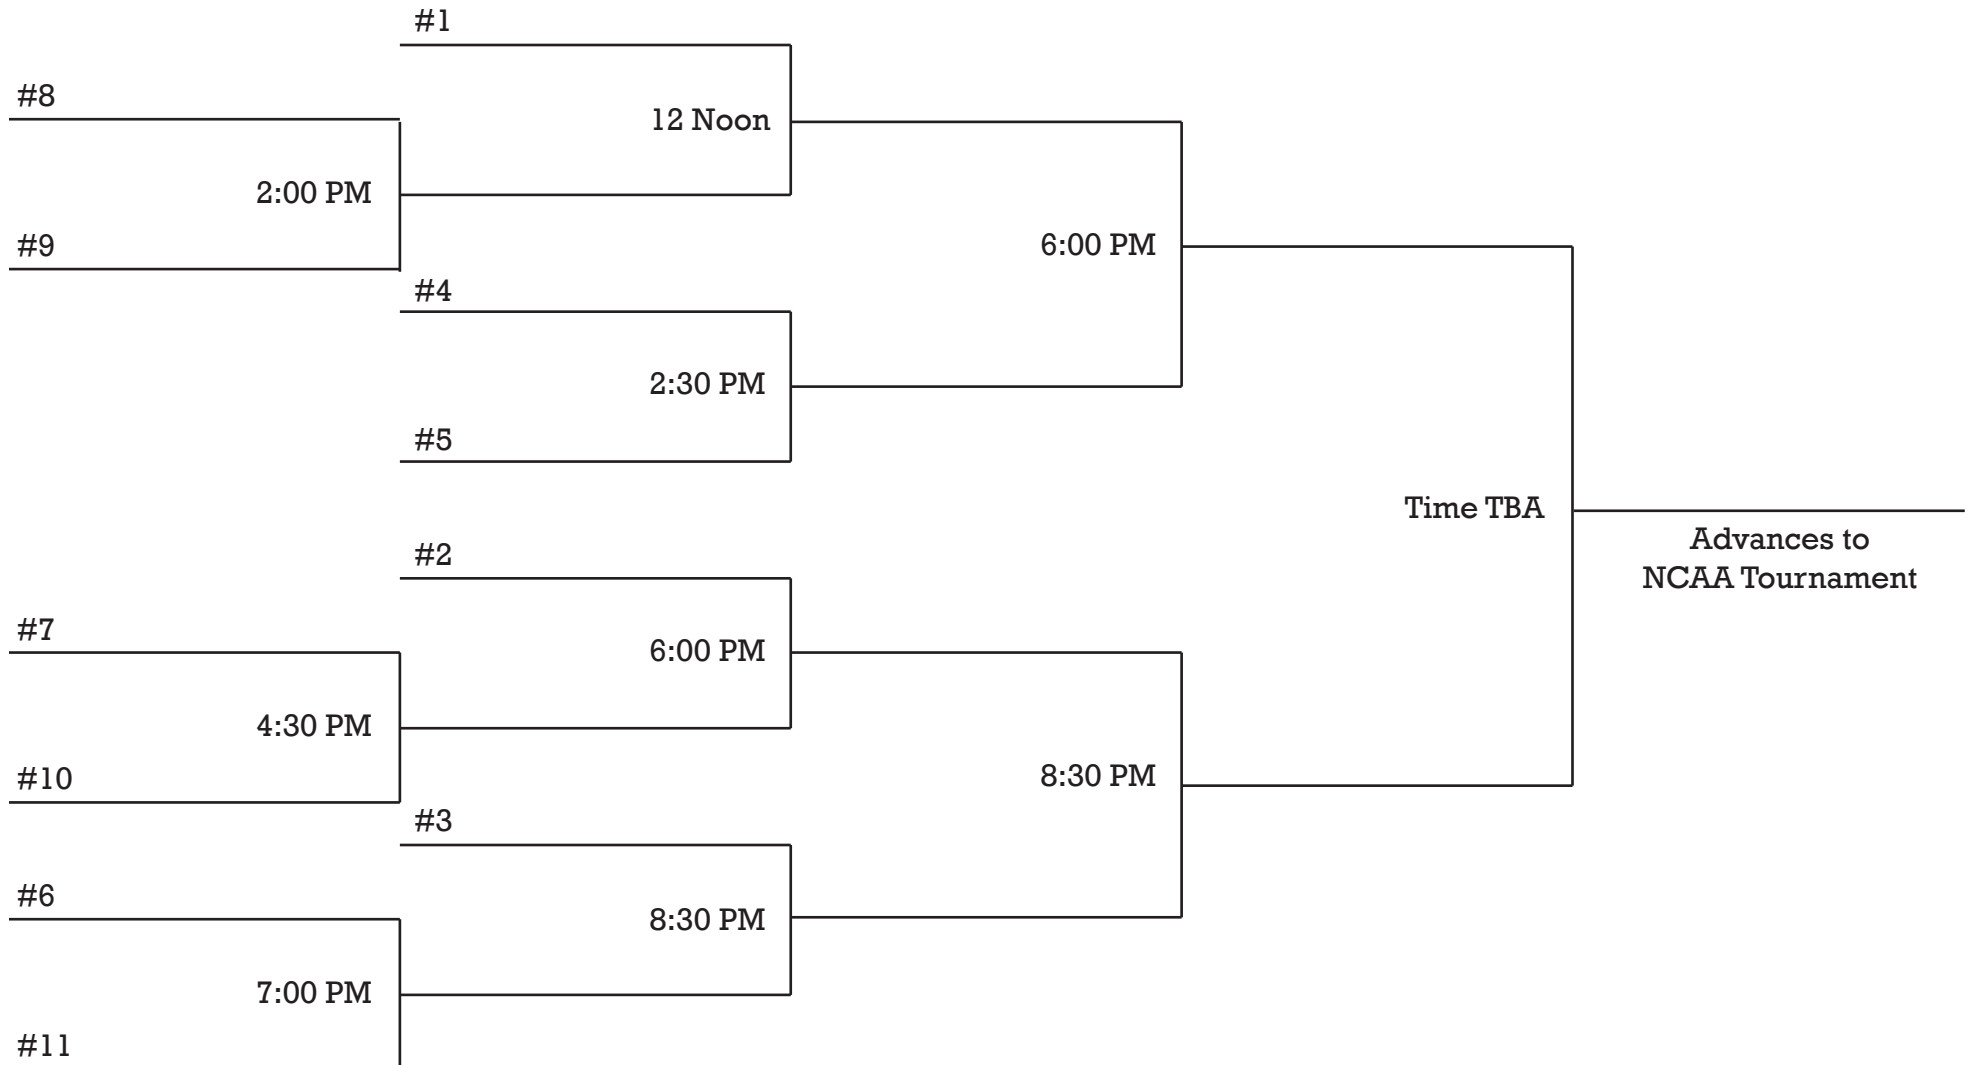 #1
#8
12 Noon
2:00 PM
#9
6:00 PM
#4
2:30 PM
#5
Time TBA
Advances to
NCAA Tournament
#2
#7
6:00 PM
4:30 PM
#10
8:30 PM
#3
#6
8:30 PM
7:00 PM
#11